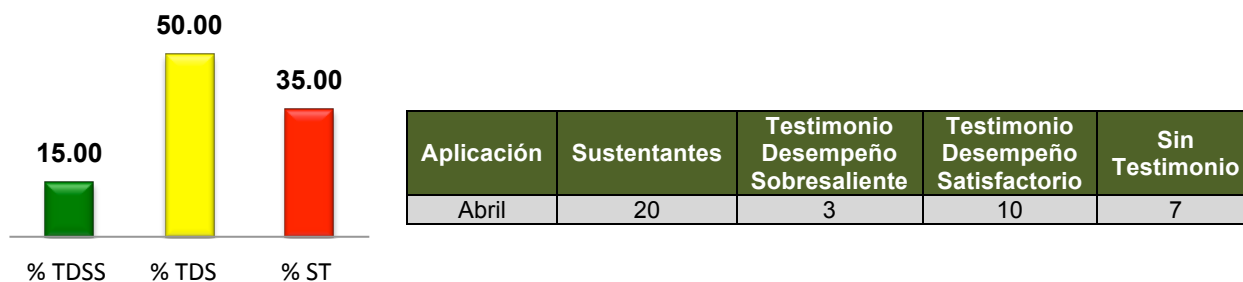 50.00
35.00
15.00
% TDSS
% TDS
% ST
Aplicación
Sustentantes
Testimonio
Desempeño
Sobresaliente
Testimonio
Desempeño
Satisfactorio
Sin
Testimonio
Abril
20
3
10
7